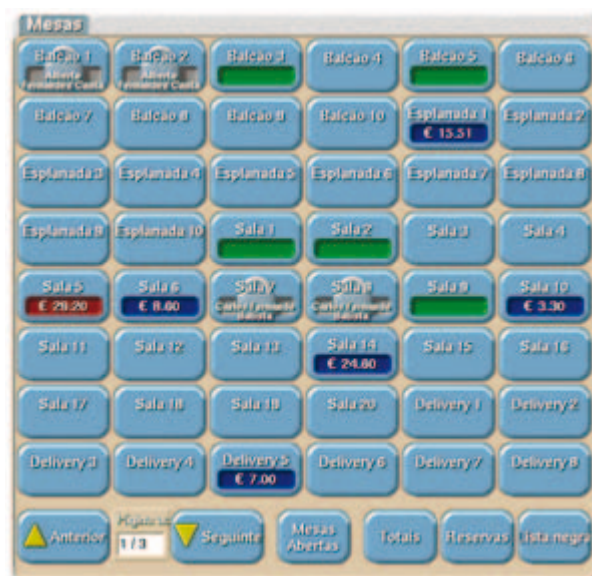 Mesas
Balcão 1
Aberta
Balcão 2
Aberta
Balcão 3
Balcão 4
Balcão 5
Balcão 6
Balcão 7
Balcão 8
Balcão 9
Balcão 10
Esplanada 1
€ 15.51
Esplanada 2
Esplanada 3
Esplanada 4
Esplanada 5
Esplanada 6
Esplanada 7
Esplanada 8
Esplanada 9
Esplanada 10
Sala 1
Sala 2
Sala 3
Sala 4
Sala 5
€ 29.20
Sala 6
€ 8.60
Sala 7
Sala 8
Sala 9
Sala 10
€ 3.30
Sala 11
Sala 12
Sala 13
Sala 14
€ 24.60
Sala 15
Sala 16
Sala 17
Sala 18
Sala 19
Sala 20
Delivery 1
Delivery 2
Delivery 3
Delivery 4
Delivery 5
€ 7.00
Delivery 6
Delivery 7
Delivery 8
Anterior
1 / 3
Seguinte
Mesas
Abertas
Totais
Reservas
Lista negra